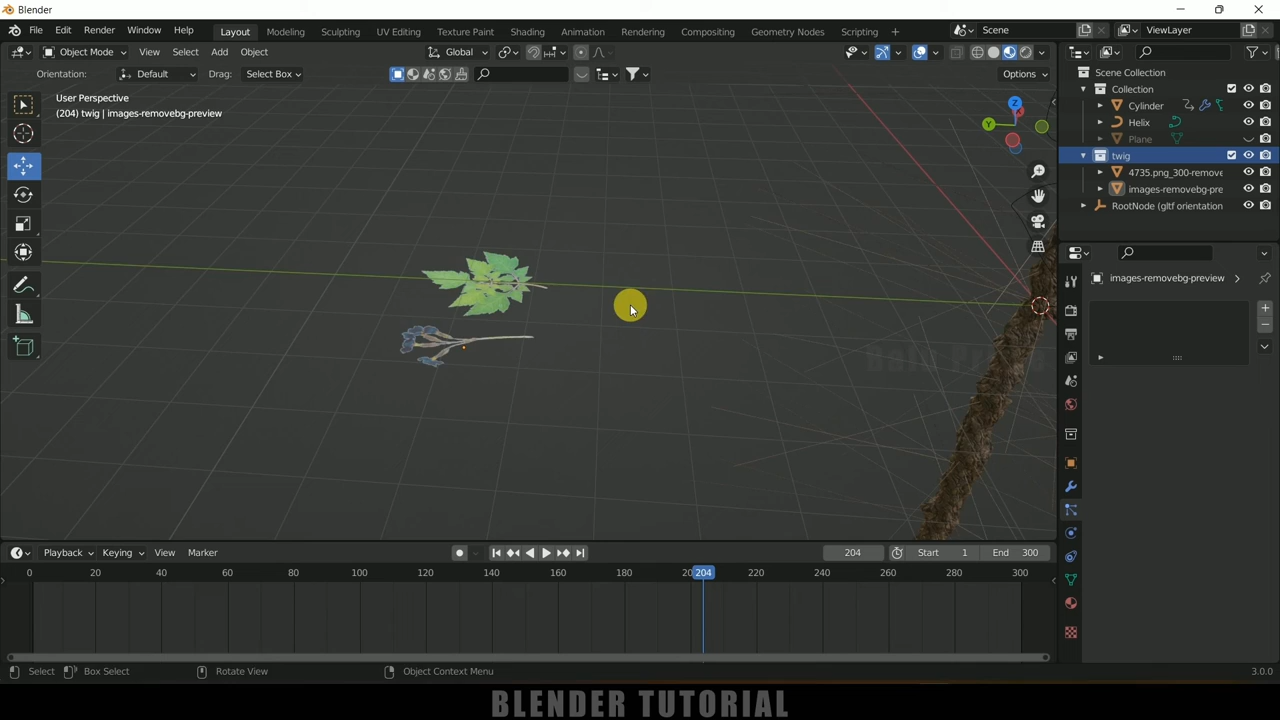 Blender
File Edit Render Window Help Layout Modeling Sculpting UV Editing Texture Paint Shading Animation Rendering Compositing Geometry Nodes Scripting + Scene ViewLayer
Object Mode View Select Add Object Global
Orientation: Default Drag: Select Box Options
User Perspective
(204) twig | images-removebg-preview
Z
Y
Scene Collection
Collection
Cylinder
Helix
Plane
twig
4735.png_300-remove
images-removebg-pre
RootNode (gltf orientation
images-removebg-preview
Playback Keying View Marker 204 Start 1 End 300
0 20 40 60 80 100 120 140 160 180 20 204 220 240 260 280 300
Select Box Select Rotate View Object Context Menu 3.0.0
BLENDER TUTORIAL